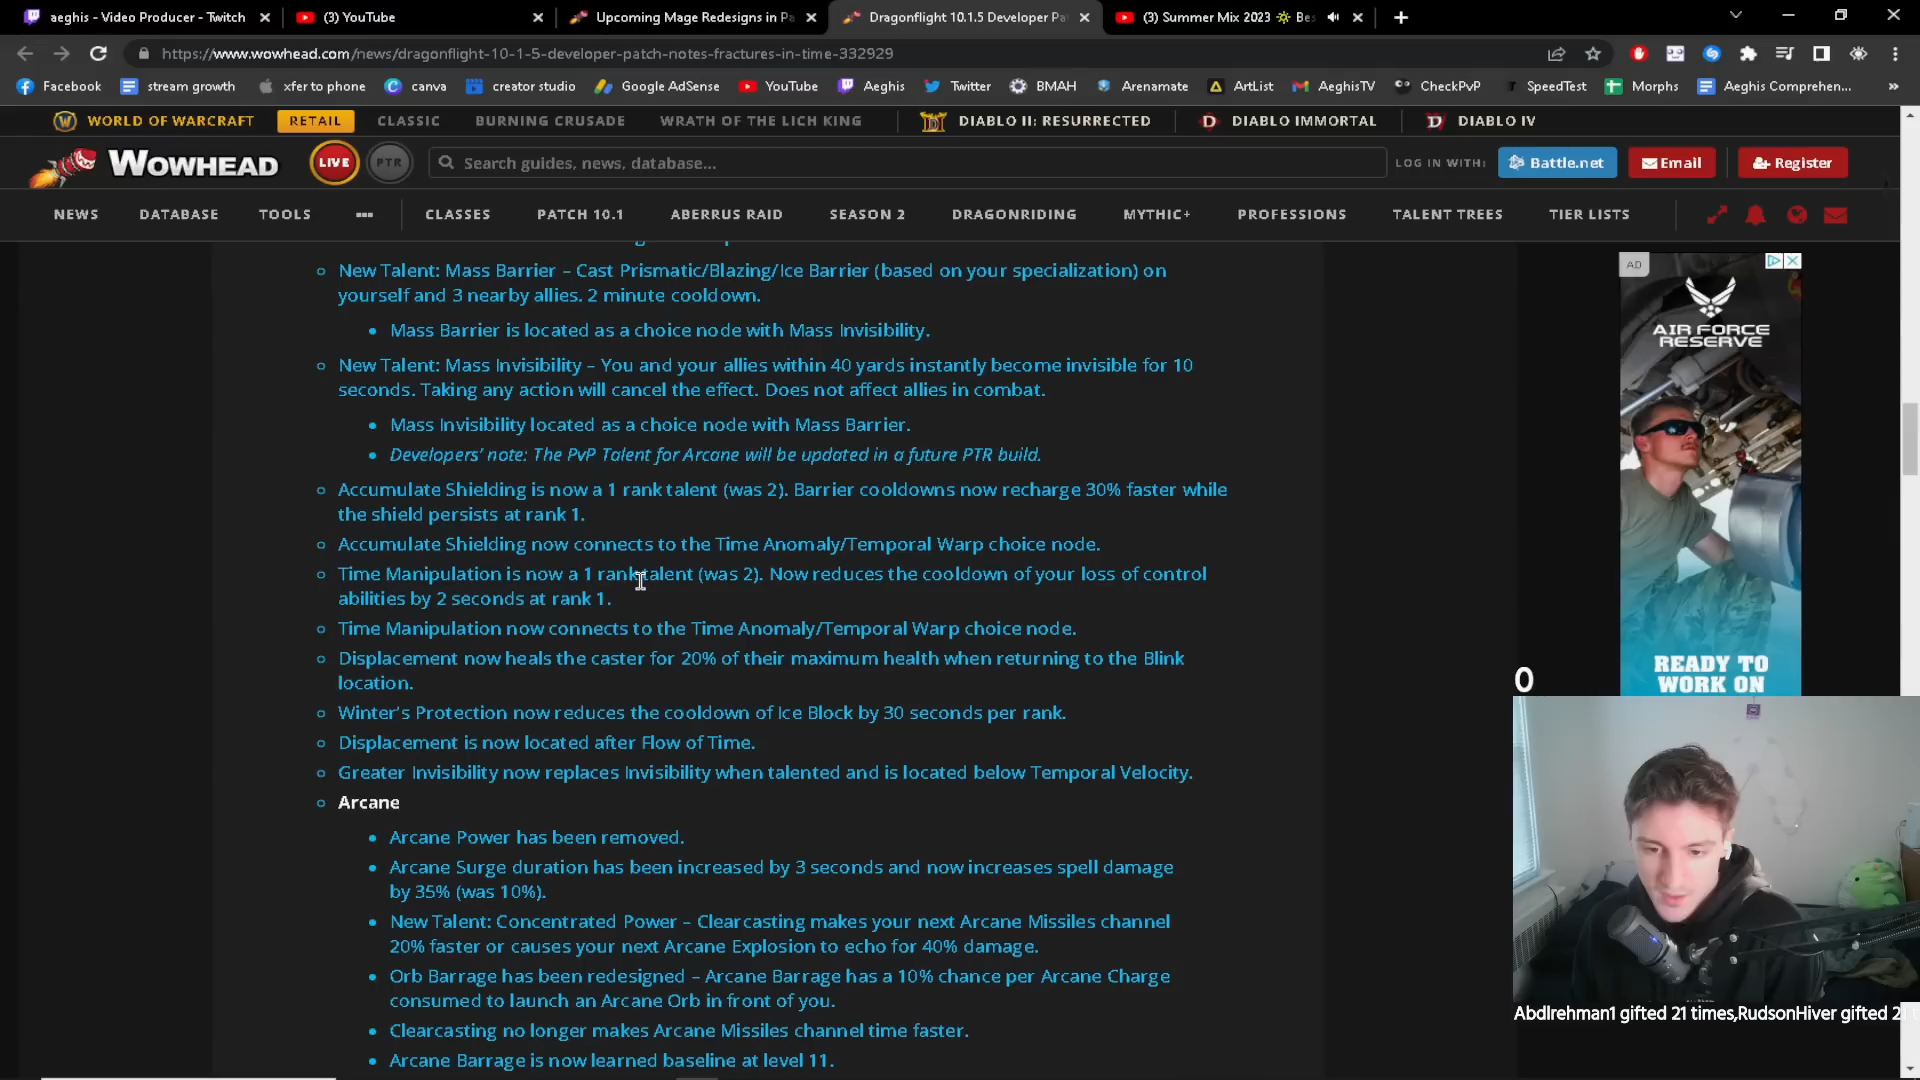 aeghis - Video Producer - Twitch
(3) YouTube
Upcoming Mage Redesigns in Pa
Dragonflight 10.1.5 Developer Pa
(3) Summer Mix 2023 ☀️ Bes
https://www.wowhead.com/news/dragonflight-10-1-5-developer-patch-notes-fractures-in-time-332929
Facebook stream growth xfer to phone canva creator studio Google AdSense YouTube Aeghis Twitter BMAH Arenamate ArtList AeghisTV CheckPvP SpeedTest Morphs Aeghis Comprehen... »
WORLD OF WARCRAFT RETAIL CLASSIC BURNING CRUSADE WRATH OF THE LICH KING DIABLO II: RESURRECTED DIABLO IMMORTAL DIABLO IV
WOWHEAD LIVE PTR Search guides, news, database... LOG IN WITH: Battle.net Email Register
NEWS DATABASE TOOLS ••• CLASSES PATCH 10.1 ABERRUS RAID SEASON 2 DRAGONRIDING MYTHIC+ PROFESSIONS TALENT TREES TIER LISTS
New Talent: Mass Barrier – Cast Prismatic/Blazing/Ice Barrier (based on your specialization) on
yourself and 3 nearby allies. 2 minute cooldown.
Mass Barrier is located as a choice node with Mass Invisibility.
New Talent: Mass Invisibility – You and your allies within 40 yards instantly become invisible for 10
seconds. Taking any action will cancel the effect. Does not affect allies in combat.
Mass Invisibility located as a choice node with Mass Barrier.
Developers' note: The PvP Talent for Arcane will be updated in a future PTR build.
Accumulate Shielding is now a 1 rank talent (was 2). Barrier cooldowns now recharge 30% faster while
the shield persists at rank 1.
Accumulate Shielding now connects to the Time Anomaly/Temporal Warp choice node.
Time Manipulation is now a 1 rank talent (was 2). Now reduces the cooldown of your loss of control
abilities by 2 seconds at rank 1.
Time Manipulation now connects to the Time Anomaly/Temporal Warp choice node.
Displacement now heals the caster for 20% of their maximum health when returning to the Blink
location.
Winter's Protection now reduces the cooldown of Ice Block by 30 seconds per rank.
Displacement is now located after Flow of Time.
Greater Invisibility now replaces Invisibility when talented and is located below Temporal Velocity.
Arcane
Arcane Power has been removed.
Arcane Surge duration has been increased by 3 seconds and now increases spell damage
by 35% (was 10%).
New Talent: Concentrated Power – Clearcasting makes your next Arcane Missiles channel
20% faster or causes your next Arcane Explosion to echo for 40% damage.
Orb Barrage has been redesigned – Arcane Barrage has a 10% chance per Arcane Charge
consumed to launch an Arcane Orb in front of you.
Clearcasting no longer makes Arcane Missiles channel time faster.
Arcane Barrage is now learned baseline at level 11.
AD
AIR FORCE
RESERVE
READY TO
WORK ON
0
Abdlrehman1 gifted 21 times,RudsonHiver gifted 21 t